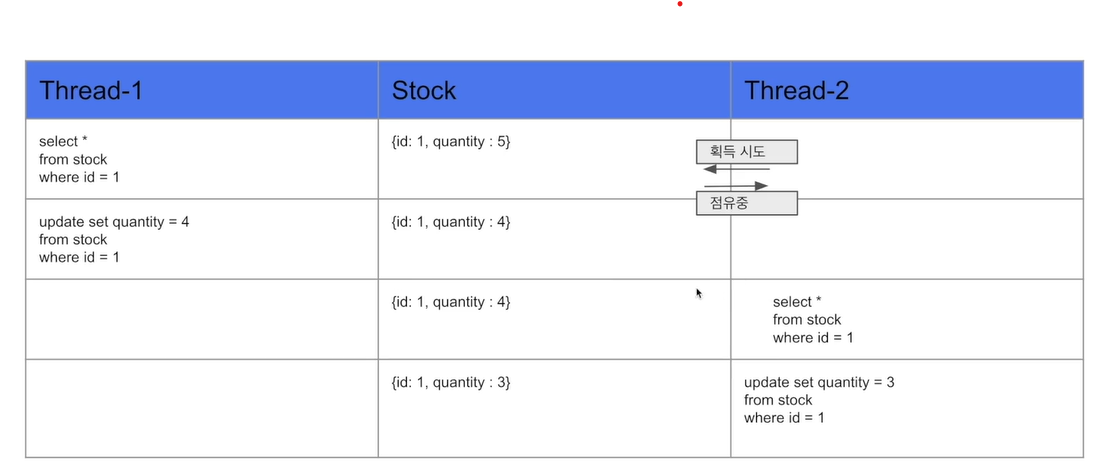 Thread-1
Stock
Thread-2
select *
from stock
where id = 1
{id: 1, quantity : 5}
획득 시도
점유중
update set quantity = 4
from stock
where id = 1
{id: 1, quantity : 4}
{id: 1, quantity : 4}
select *
from stock
where id = 1
{id: 1, quantity : 3}
update set quantity = 3
from stock
where id = 1